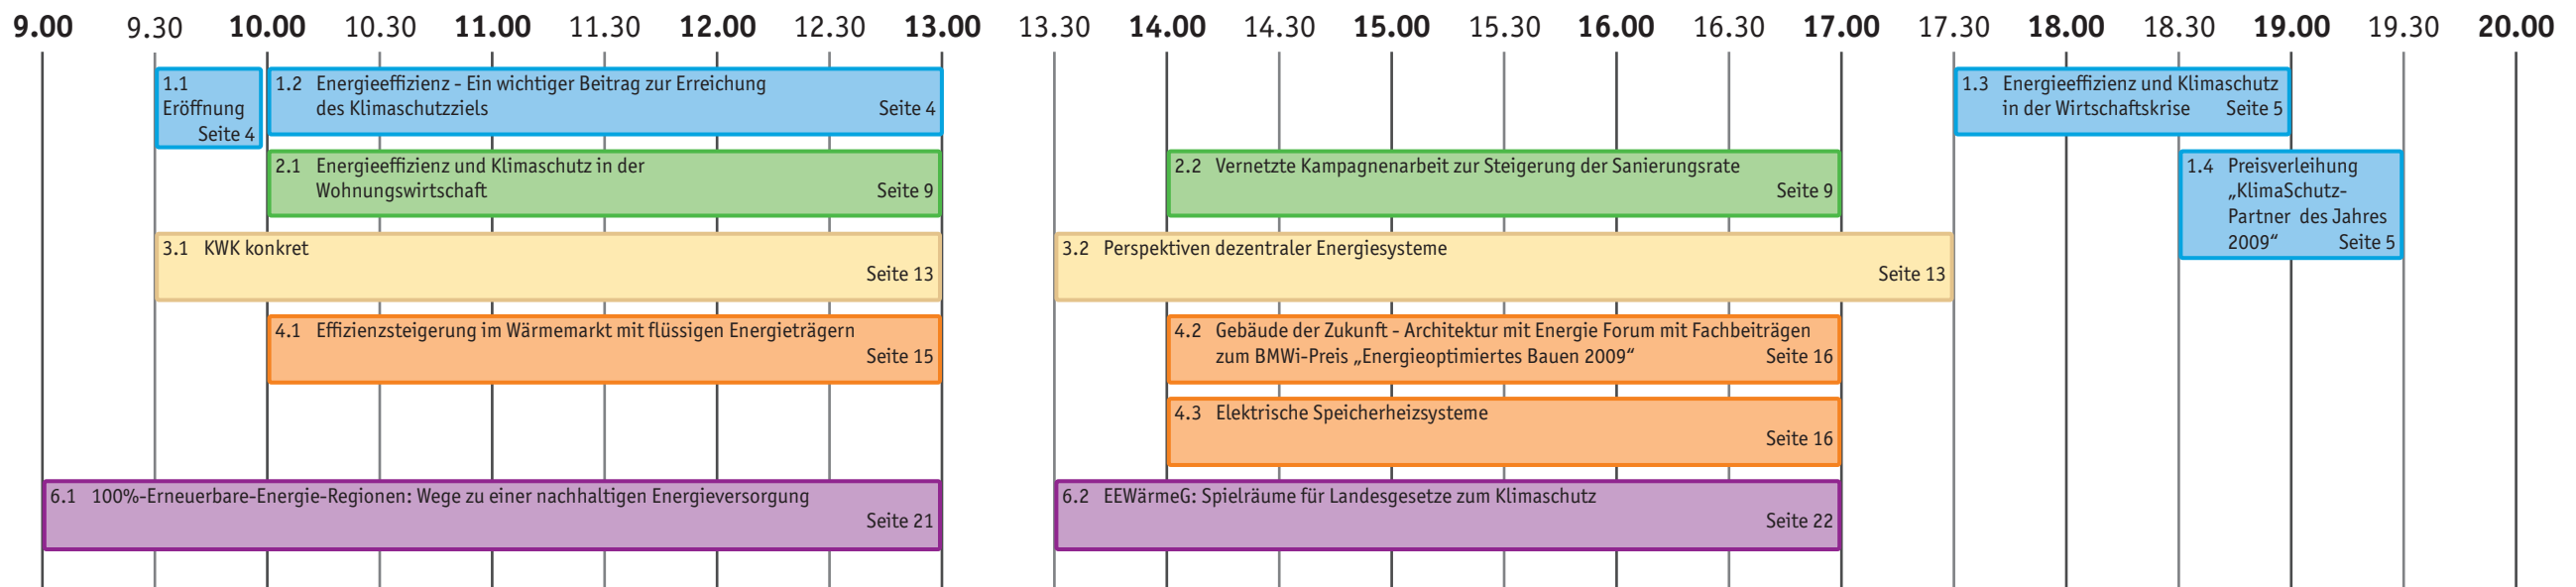 9.00 9.30 10.00 10.30 11.00 11.30 12.00 12.30 13.00 13.30 14.00 14.30 15.00 15.30 16.00 16.30 17.00 17.30 18.00 18.30 19.00 19.30 20.00
1.1
Eröffnung
Seite 4
1.2 Energieeffizienz - Ein wichtiger Beitrag zur Erreichung
des Klimaschutzziels Seite 4
1.3 Energieeffizienz und Klimaschutz
in der Wirtschaftskrise Seite 5
2.1 Energieeffizienz und Klimaschutz in der
Wohnungswirtschaft Seite 9
2.2 Vernetzte Kampagnenarbeit zur Steigerung der Sanierungsrate
Seite 9
1.4 Preisverleihung
„KlimaSchutz-
Partner des Jahres
2009“ Seite 5
3.1 KWK konkret
Seite 13
3.2 Perspektiven dezentraler Energiesysteme
Seite 13
4.1 Effizienzsteigerung im Wärmemarkt mit flüssigen Energieträgern
Seite 15
4.2 Gebäude der Zukunft - Architektur mit Energie Forum mit Fachbeiträgen
zum BMWi-Preis „Energieoptimiertes Bauen 2009“ Seite 16
4.3 Elektrische Speicherheizsysteme
Seite 16
6.1 100%-Erneuerbare-Energie-Regionen: Wege zu einer nachhaltigen Energieversorgung
Seite 21
6.2 EEWärmeG: Spielräume für Landesgesetze zum Klimaschutz
Seite 22